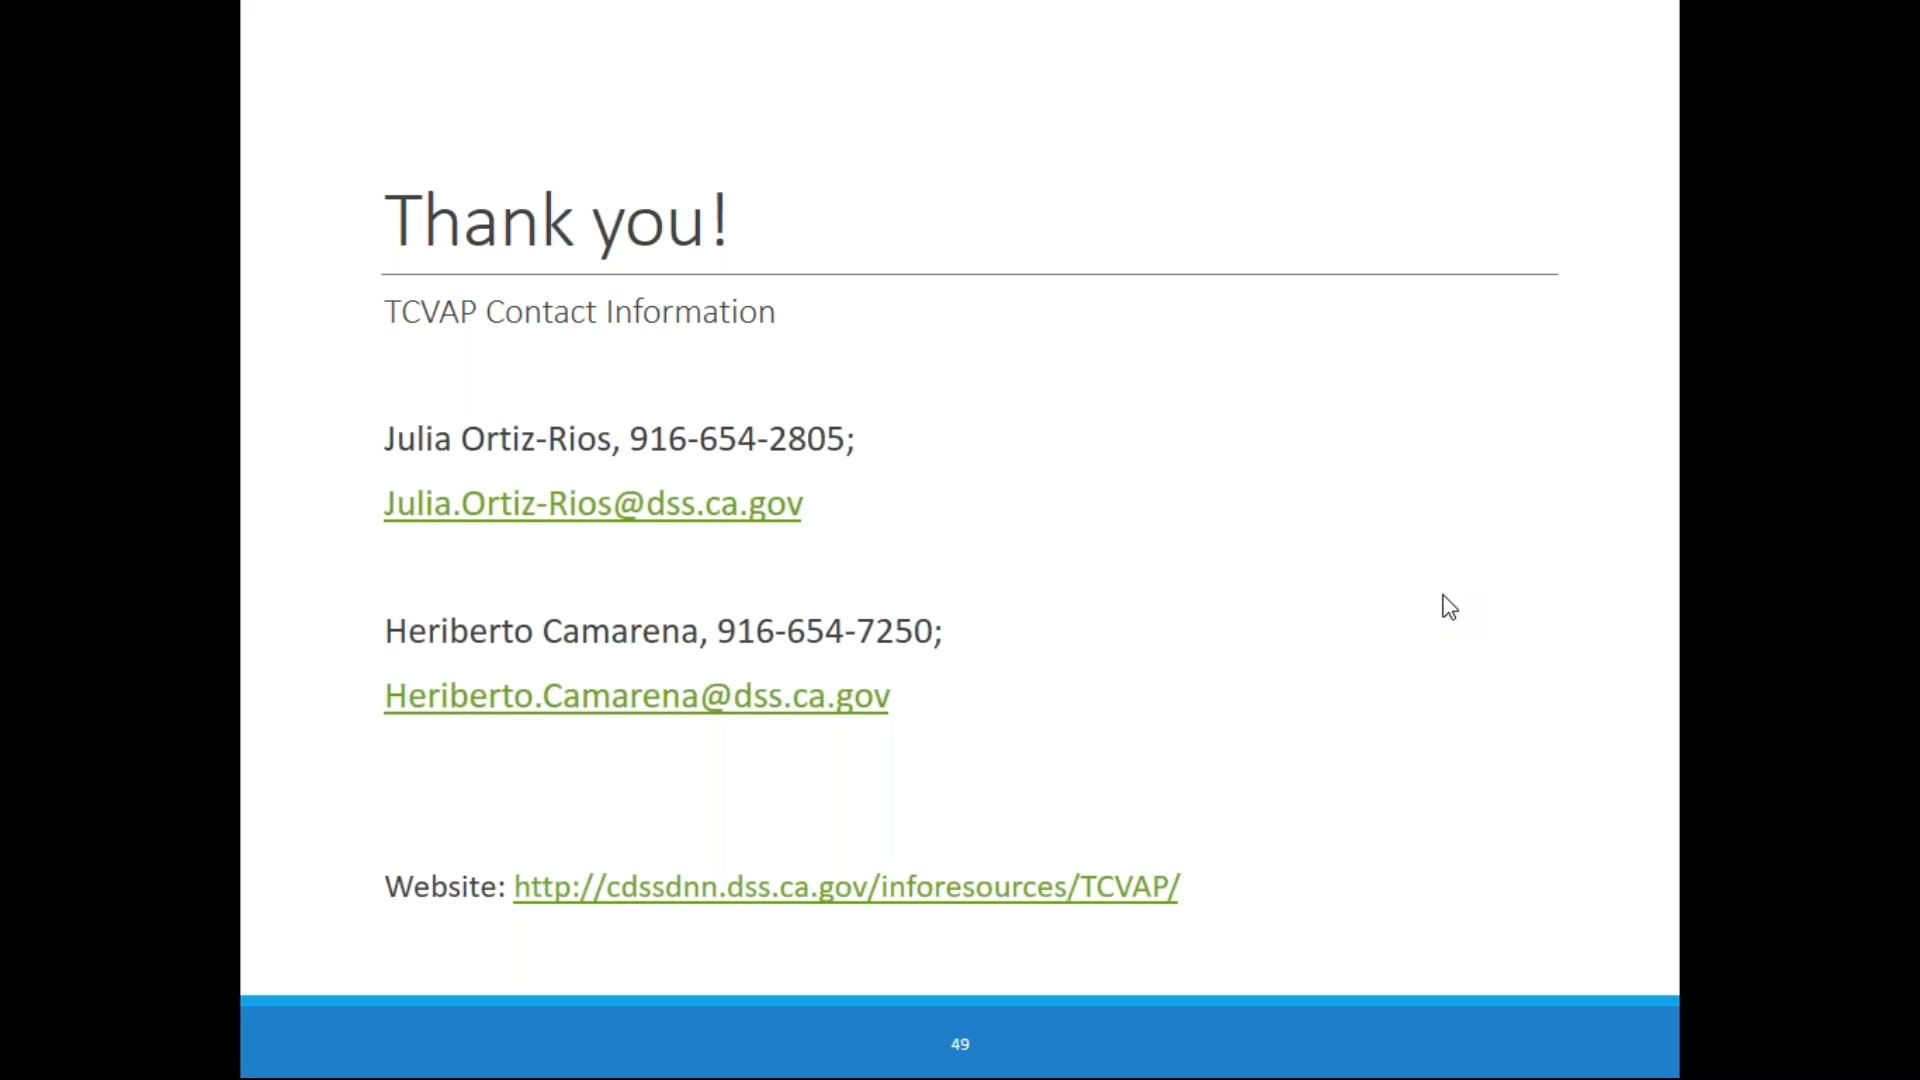 Thank you!
TCVAP Contact Information
Julia Ortiz-Rios, 916-654-2805;
Julia.Ortiz-Rios@dss.ca.gov
Heriberto Camarena, 916-654-7250;
Heriberto.Camarena@dss.ca.gov
Website: http://cdssdnn.dss.ca.gov/inforesources/TCVAP/
49